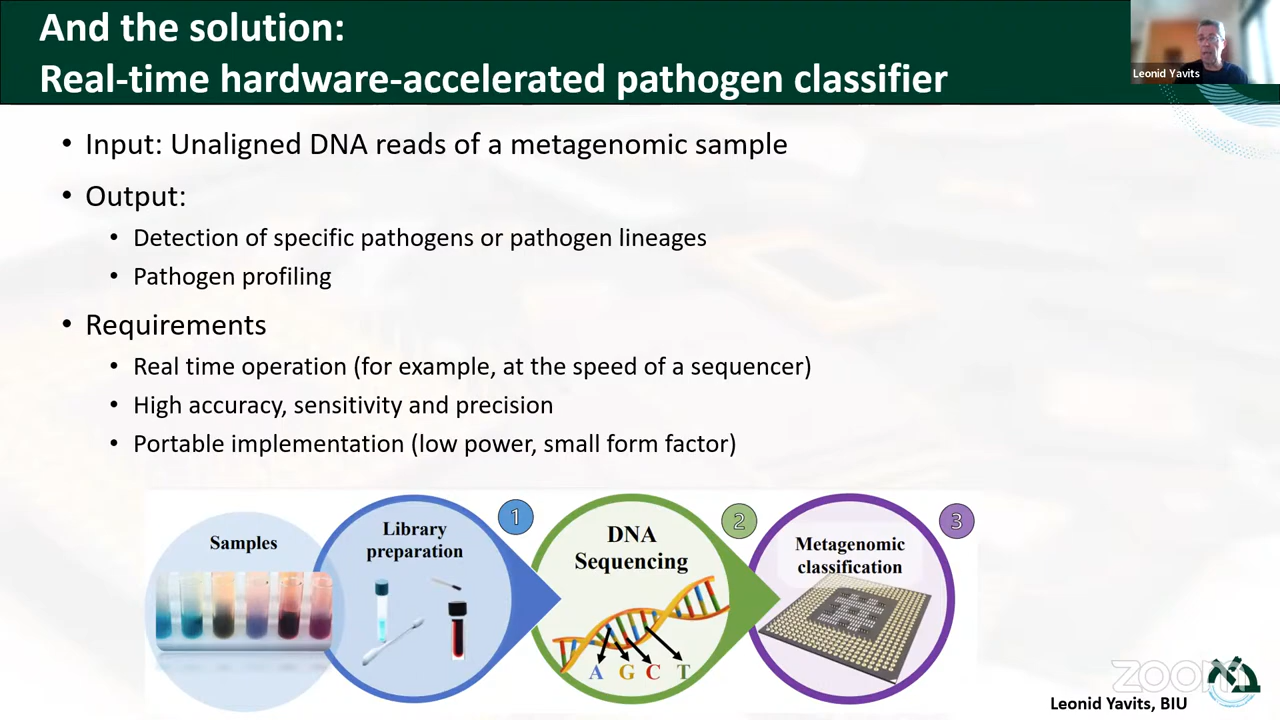 And the solution:
Real-time hardware-accelerated pathogen classifier
Leonid Yavits
• Input: Unaligned DNA reads of a metagenomic sample
• Output:
• Detection of specific pathogens or pathogen lineages
• Pathogen profiling
• Requirements
• Real time operation (for example, at the speed of a sequencer)
• High accuracy, sensitivity and precision
• Portable implementation (low power, small form factor)
Samples
Library
preparation
1
DNA
Sequencing
A G C T
2
Metagenomic
classification
3
zoom
Leonid Yavits, BIU